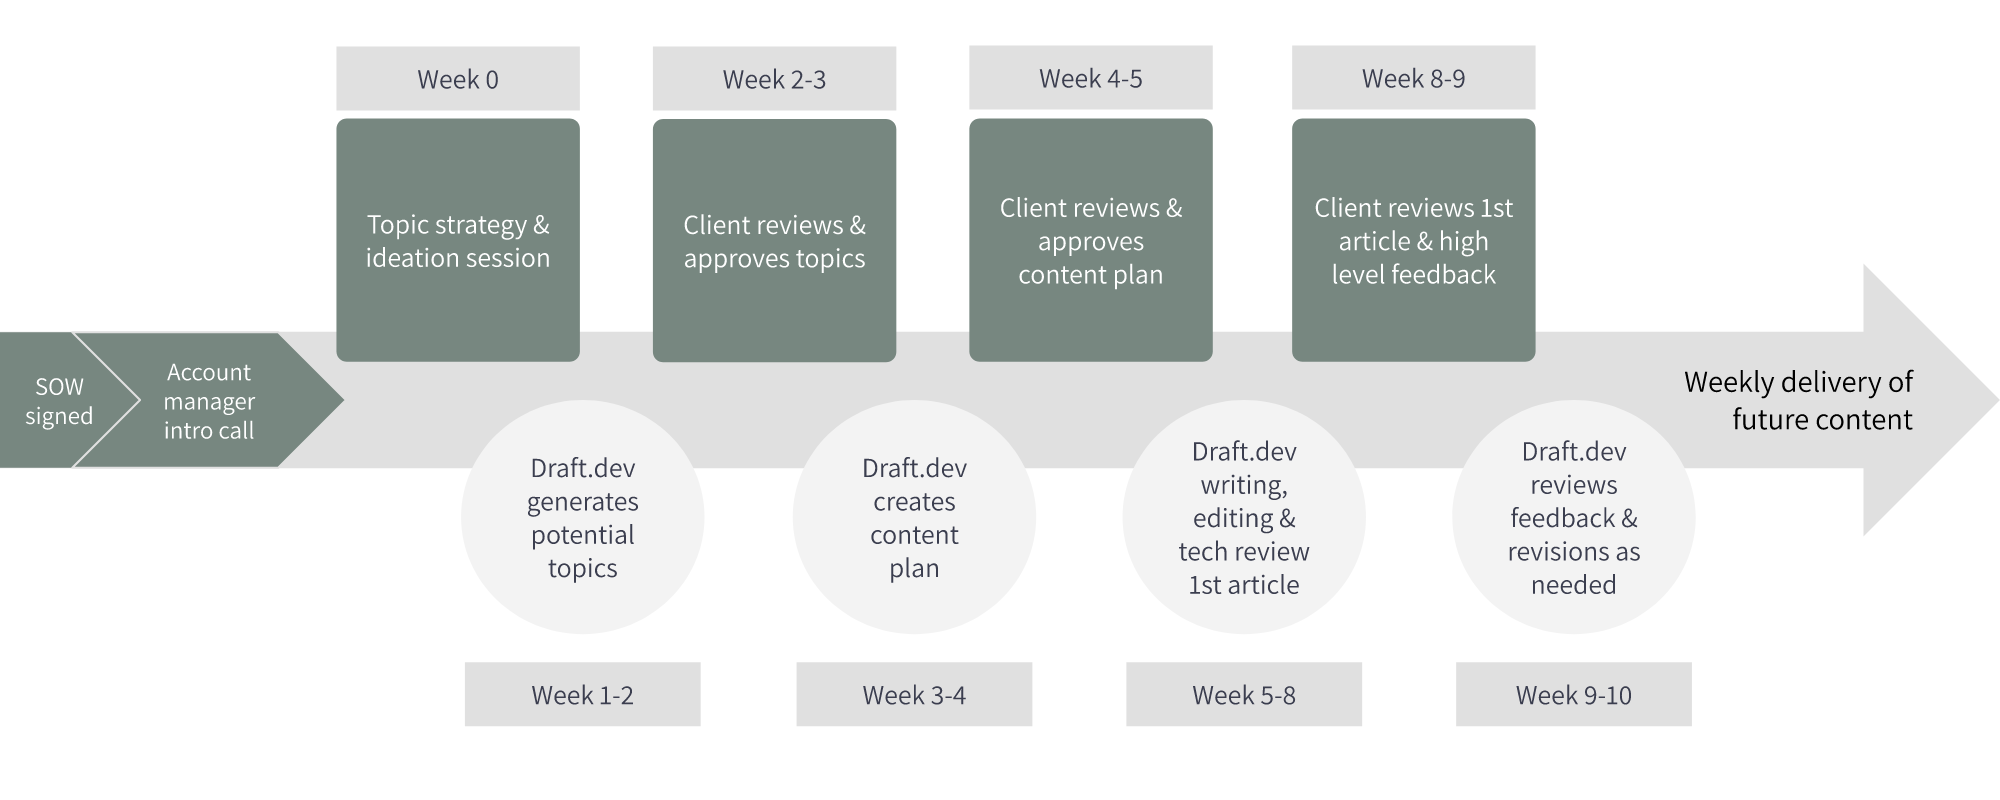 Week 0
Week 2-3
Week 4-5
Week 8-9
Topic strategy &
ideation session
Client reviews &
approves topics
Client reviews &
approves
content plan
Client reviews 1st
article & high
level feedback
SOW
signed
Account
manager
intro call
Weekly delivery of
future content
Draft.dev
generates
potential
topics
Draft.dev
creates
content
plan
Draft.dev
writing,
editing &
tech review
1st article
Draft.dev
reviews
feedback &
revisions as
needed
Week 1-2
Week 3-4
Week 5-8
Week 9-10